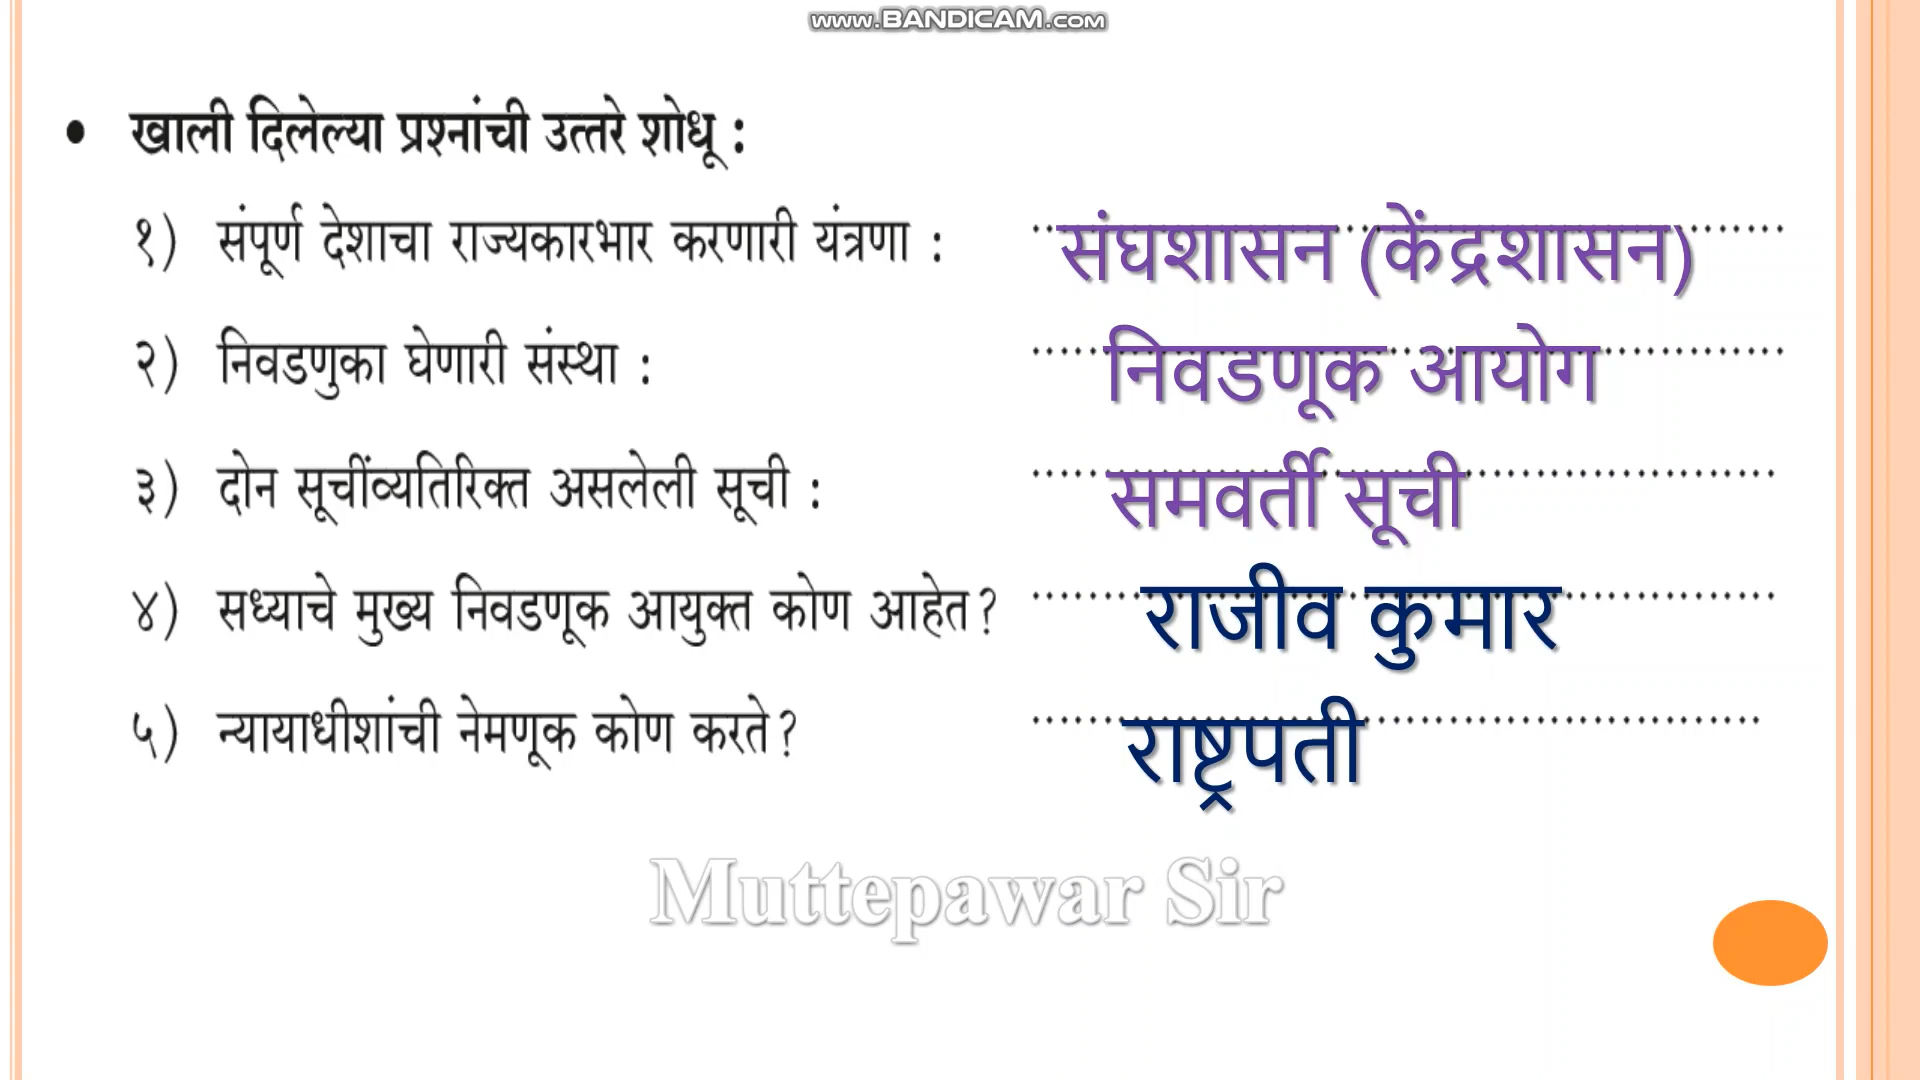 www.BANDICAM.com
• खाली दिलेल्या प्रश्नांची उत्तरे शोधू :
१) संपूर्ण देशाचा राज्यकारभार करणारी यंत्रणा : संघशासन (केंद्रशासन)
२) निवडणुका घेणारी संस्था : निवडणूक आयोग
३) दोन सूचींव्यतिरिक्त असलेली सूची : समवर्ती सूची
४) सध्याचे मुख्य निवडणूक आयुक्त कोण आहेत? राजीव कुमार
५) न्यायाधीशांची नेमणूक कोण करते? राष्ट्रपती
Muttepawar Sir